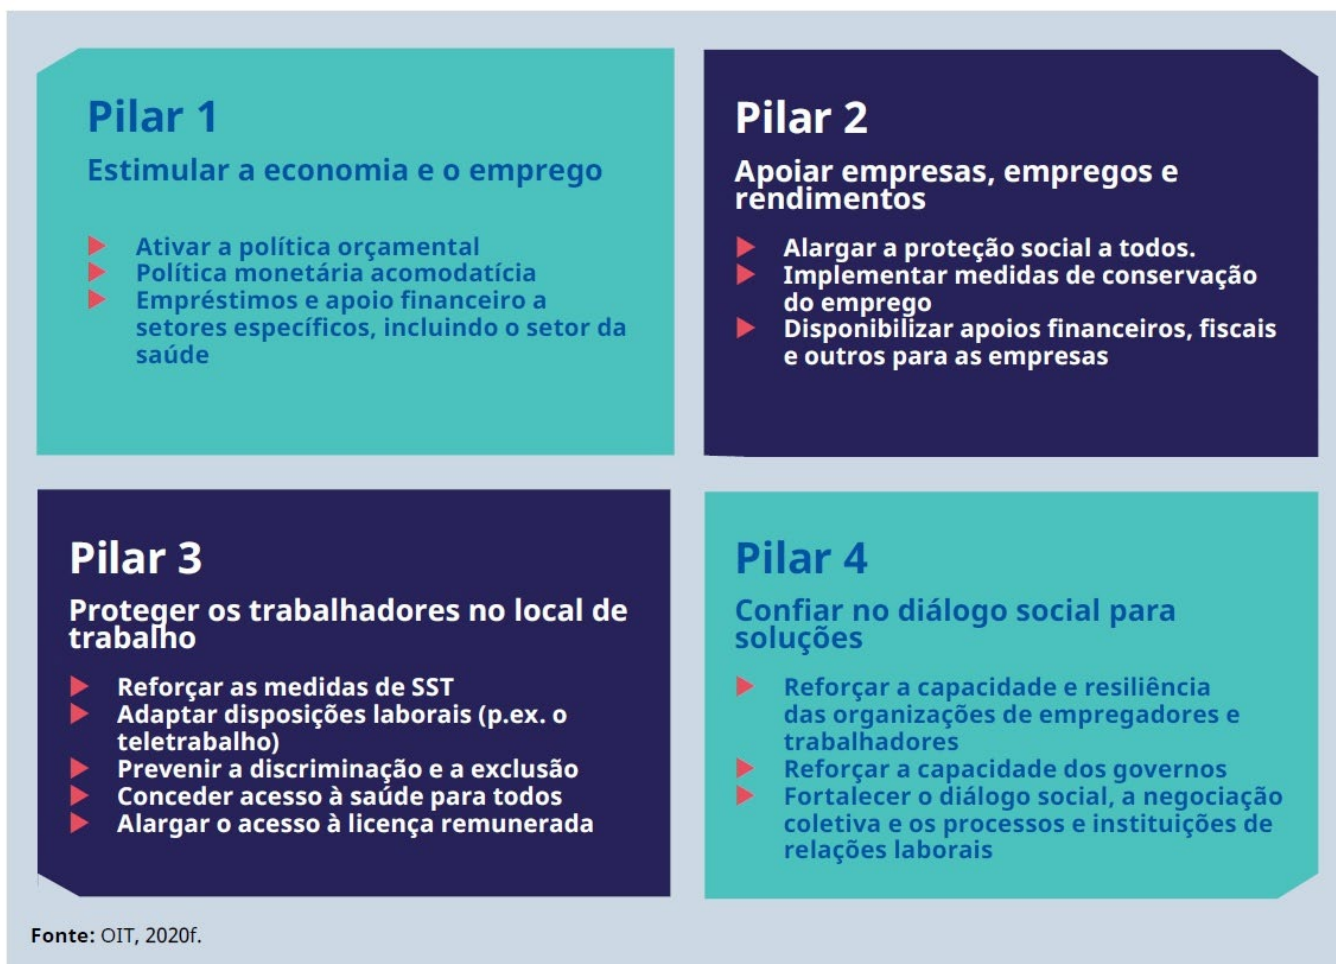 Pilar 1
Estimular a economia e o emprego
Ativar a política orçamental
Política monetária acomodatícia
Empréstimos e apoio financeiro a
setores específicos, incluindo o setor da
saúde
Pilar 2
Apoiar empresas, empregos e
rendimentos
Alargar a proteção social a todos.
Implementar medidas de conservação
do emprego
Disponibilizar apoios financeiros, fiscais
e outros para as empresas
Pilar 3
Proteger os trabalhadores no local de
trabalho
Reforçar as medidas de SST
Adaptar disposições laborais (p.ex. o
teletrabalho)
Prevenir a discriminação e a exclusão
Conceder acesso à saúde para todos
Alargar o acesso à licença remunerada
Pilar 4
Confiar no diálogo social para
soluções
Reforçar a capacidade e resiliência
das organizações de empregadores e
trabalhadores
Reforçar a capacidade dos governos
Fortalecer o diálogo social, a negociação
coletiva e os processos e instituições de
relações laborais
Fonte: OIT, 2020f.